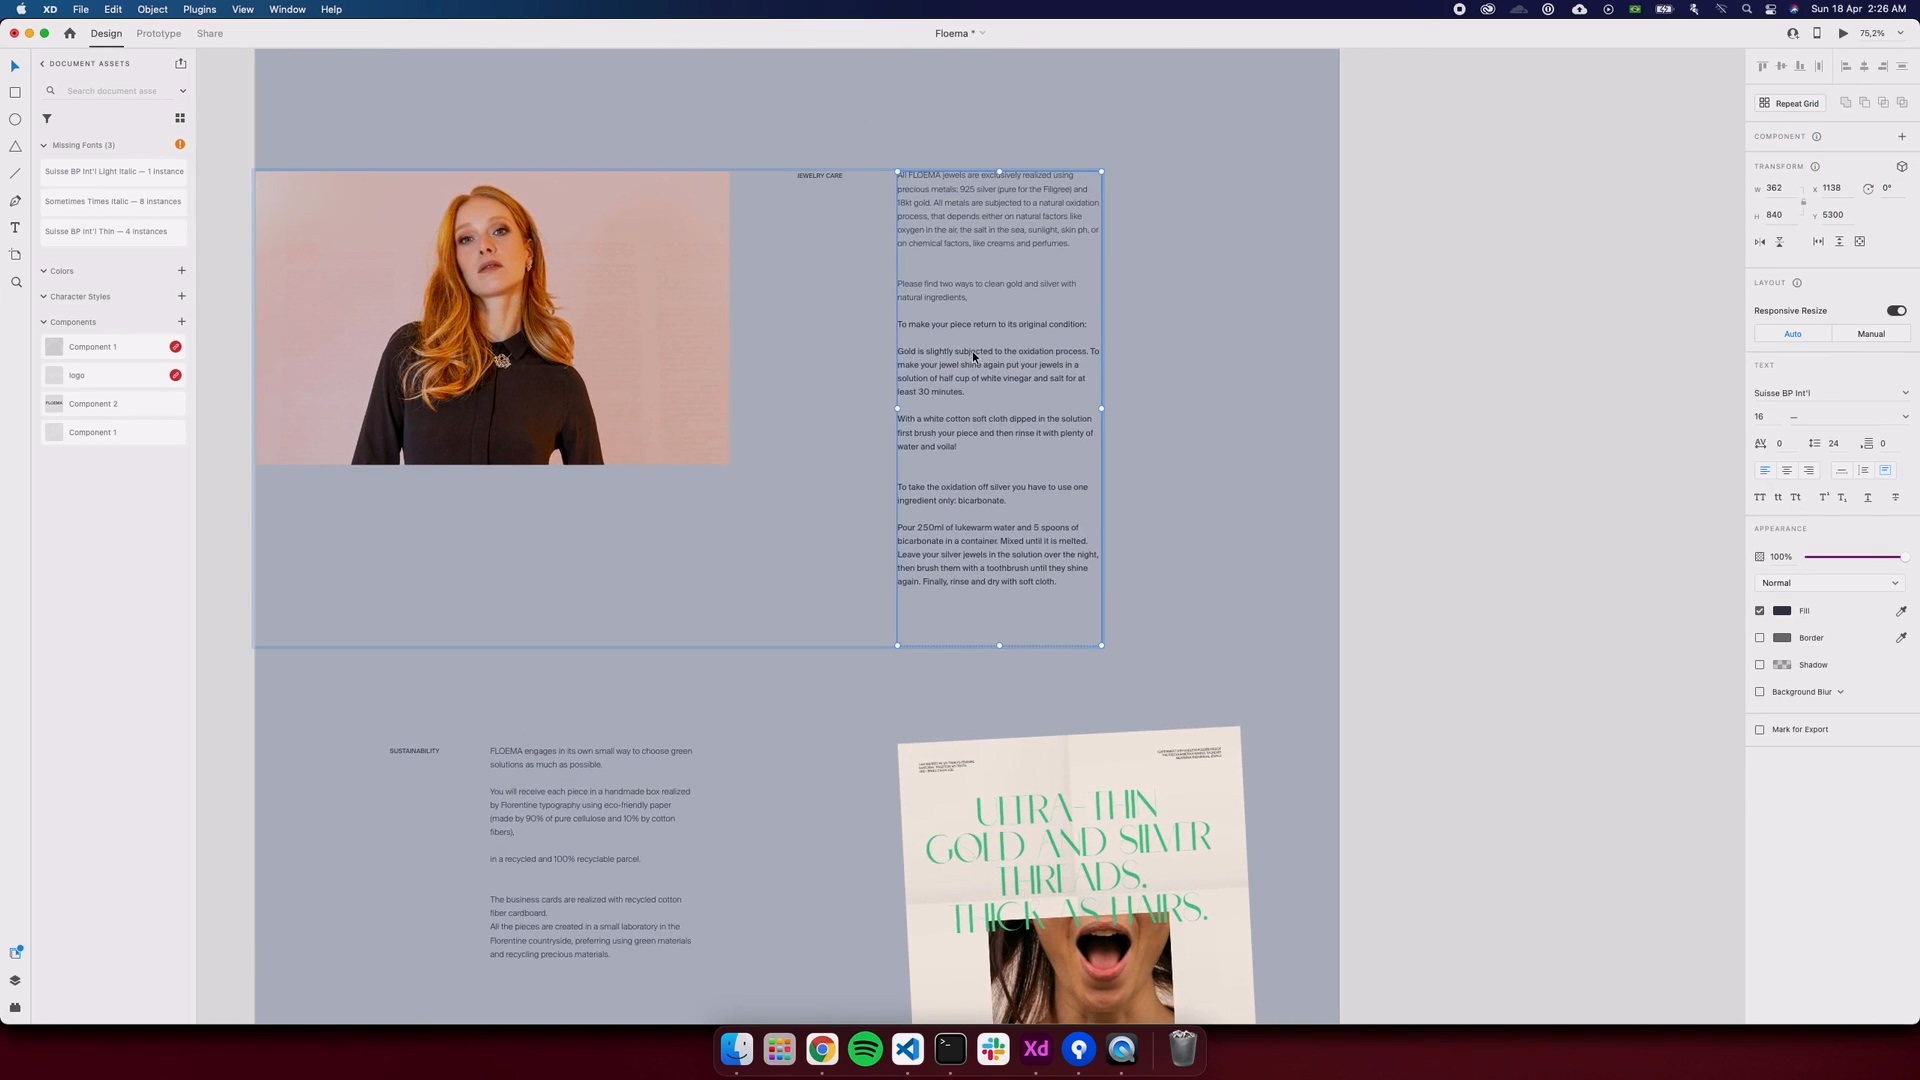 XD File Edit Object Plugins View Window Help
Sun 18 Apr 2:26 AM
Design Prototype Share
Floema *
75,2%
DOCUMENT ASSETS
Search document asse
Missing Fonts (3)
Suisse BP Int'l Light Italic — 1 instance
Sometimes Times Italic — 8 instances
Suisse BP Int'l Thin — 4 instances
Colors
Character Styles
Components
Component 1
logo
FLOEMA Component 2
Component 1
JEWELRY CARE
All FLOEMA jewels are exclusively realized using
precious metals: 925 silver (pure for the Filigree) and
18kt gold. All metals are subjected to a natural oxidation
process, that depends either on natural factors like
oxygen in the air, the salt in the sea, sunlight, skin ph, or
on chemical factors, like creams and perfumes.
Please find two ways to clean gold and silver with
natural ingredients,
To make your piece return to its original condition:
Gold is slightly subjected to the oxidation process. To
make your jewel shine again put your jewels in a
solution of half cup of white vinegar and salt for at
least 30 minutes.
With a white cotton soft cloth dipped in the solution
first brush your piece and then rinse it with plenty of
water and voila!
To take the oxidation off silver you have to use one
ingredient only: bicarbonate.
Pour 250ml of lukewarm water and 5 spoons of
bicarbonate in a container. Mixed until it is melted.
Leave your silver jewels in the solution over the night,
then brush them with a toothbrush until they shine
again. Finally, rinse and dry with soft cloth.
SUSTAINABILITY
FLOEMA engages in its own small way to choose green
solutions as much as possible.
You will receive each piece in a handmade box realized
by Florentine typography using eco-friendly paper
(made by 90% of pure cellulose and 10% by cotton
fibers),
in a recycled and 100% recyclable parcel.
The business cards are realized with recycled cotton
fiber cardboard.
All the pieces are created in a small laboratory in the
Florentine countryside, preferring using green materials
and recycling precious materials.
ULTRA-THIN
GOLD AND SILVER
THREADS.
THICK AS HAIRS.
Repeat Grid
COMPONENT
TRANSFORM
W 362 X 1138 0°
H 840 Y 5300
LAYOUT
Responsive Resize
Auto Manual
TEXT
Suisse BP Int'l
16 —
AV 0 24 0
TT tt Tt T¹ T₁ T T
APPEARANCE
100%
Normal
Fill
Border
Shadow
Background Blur
Mark for Export
Xd